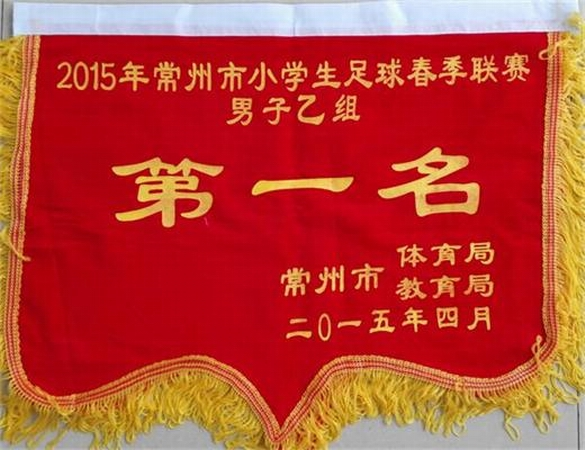 2015年常州市小学生足球春季联赛
男子乙组
第一名
常州市 体育局
教育局
二〇一五年四月